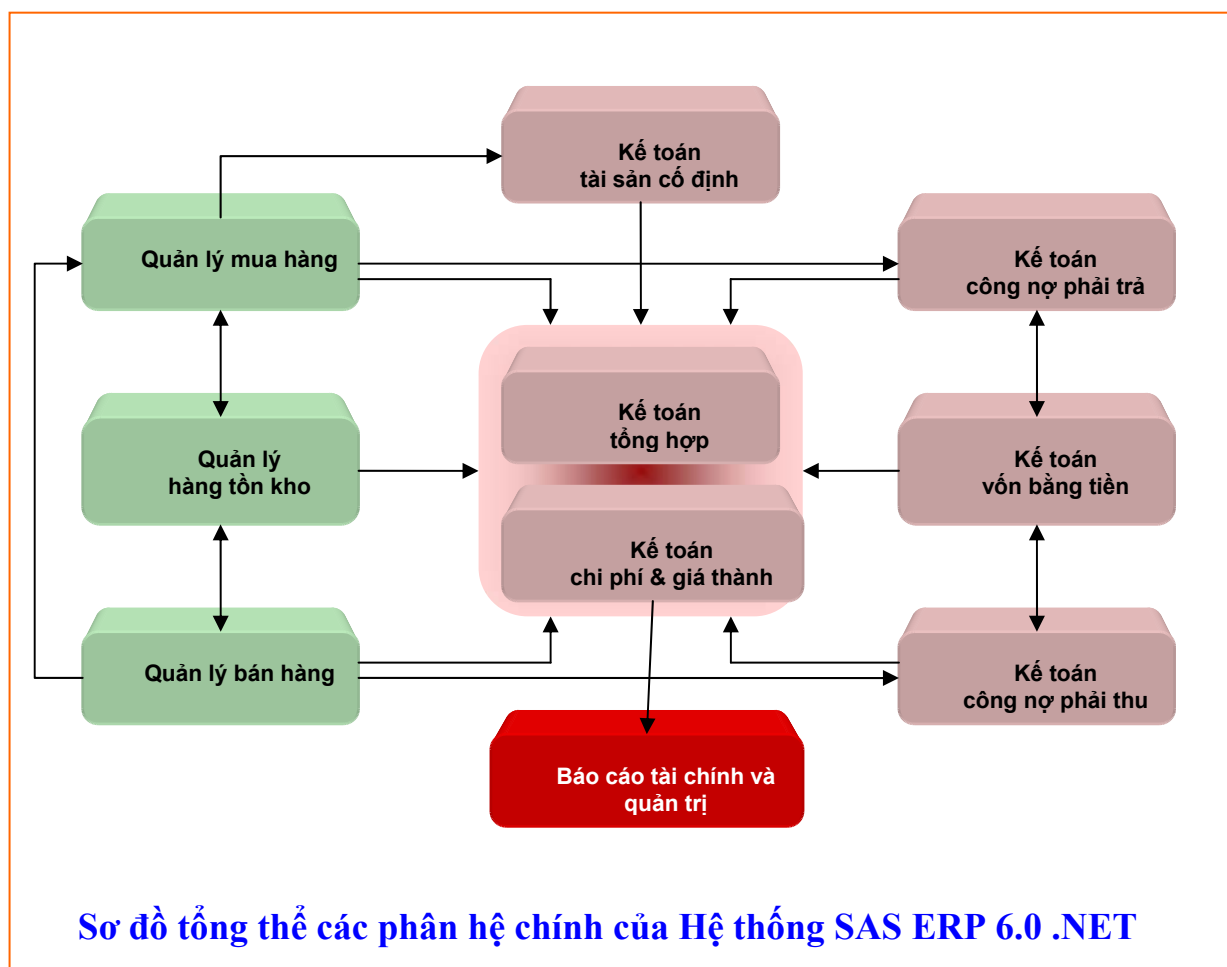 Kế toán
tài sản cố định
Quản lý mua hàng
Kế toán
công nợ phải trả
Kế toán
tổng hợp
Quản lý
hàng tồn kho
Kế toán
vốn bằng tiền
Kế toán
chi phí & giá thành
Quản lý bán hàng
Kế toán
công nợ phải thu
Báo cáo tài chính và
quản trị
Sơ đồ tổng thể các phân hệ chính của Hệ thống SAS ERP 6.0 .NET